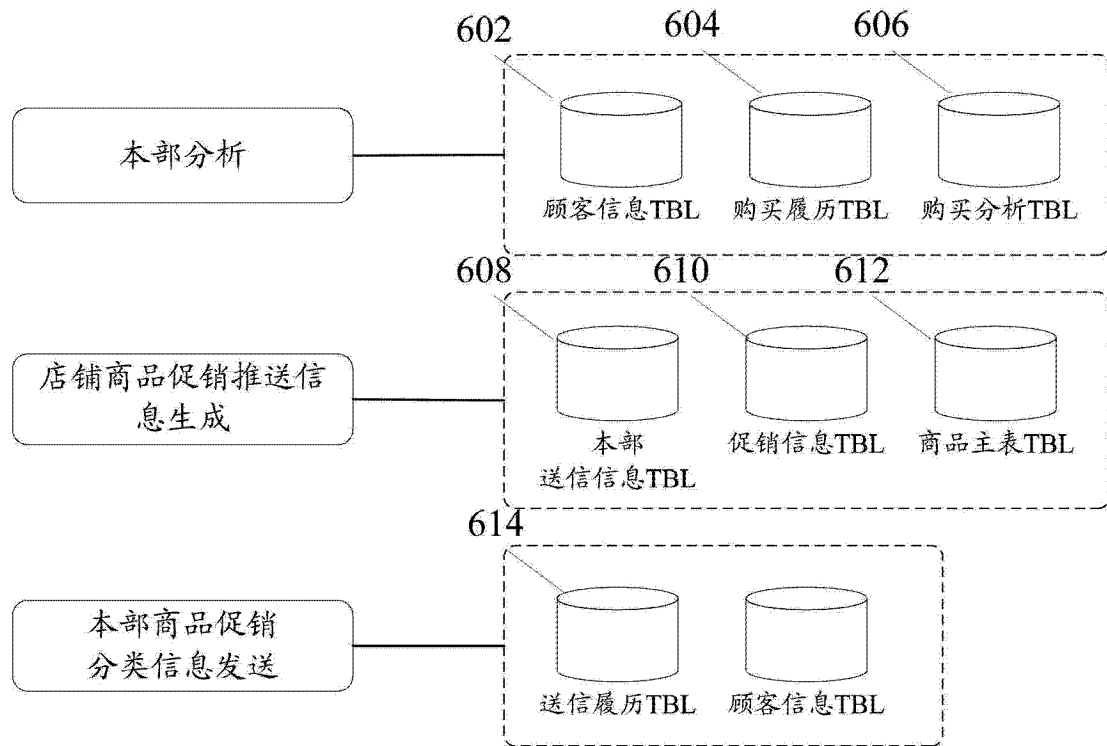 602 604 606
本部分析
顾客信息TBL 购买履历TBL 购买分析TBL
608 610 612
店铺商品促销推送信
息生成
本部
送信信息TBL
促销信息TBL 商品主表TBL
614
本部商品促销
分类信息发送
送信履历TBL 顾客信息TBL